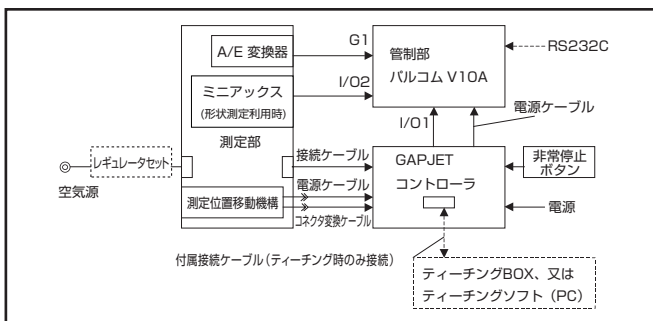 A/E 変換器
G1
管制部
バルコム V10A
RS232C
ミニアックス
(形状測定利用時)
I/O2
測定部
I/O1
電源ケーブル
レギュレータセット
空気源
接続ケーブル
GAPJET
コントローラ
非常停止
ボタン
測定位置移動機構
電源ケーブル
コネクタ変換ケーブル
電源
付属接続ケーブル(ティーチング時のみ接続)
ティーチングBOX、又は
ティーチングソフト(PC)